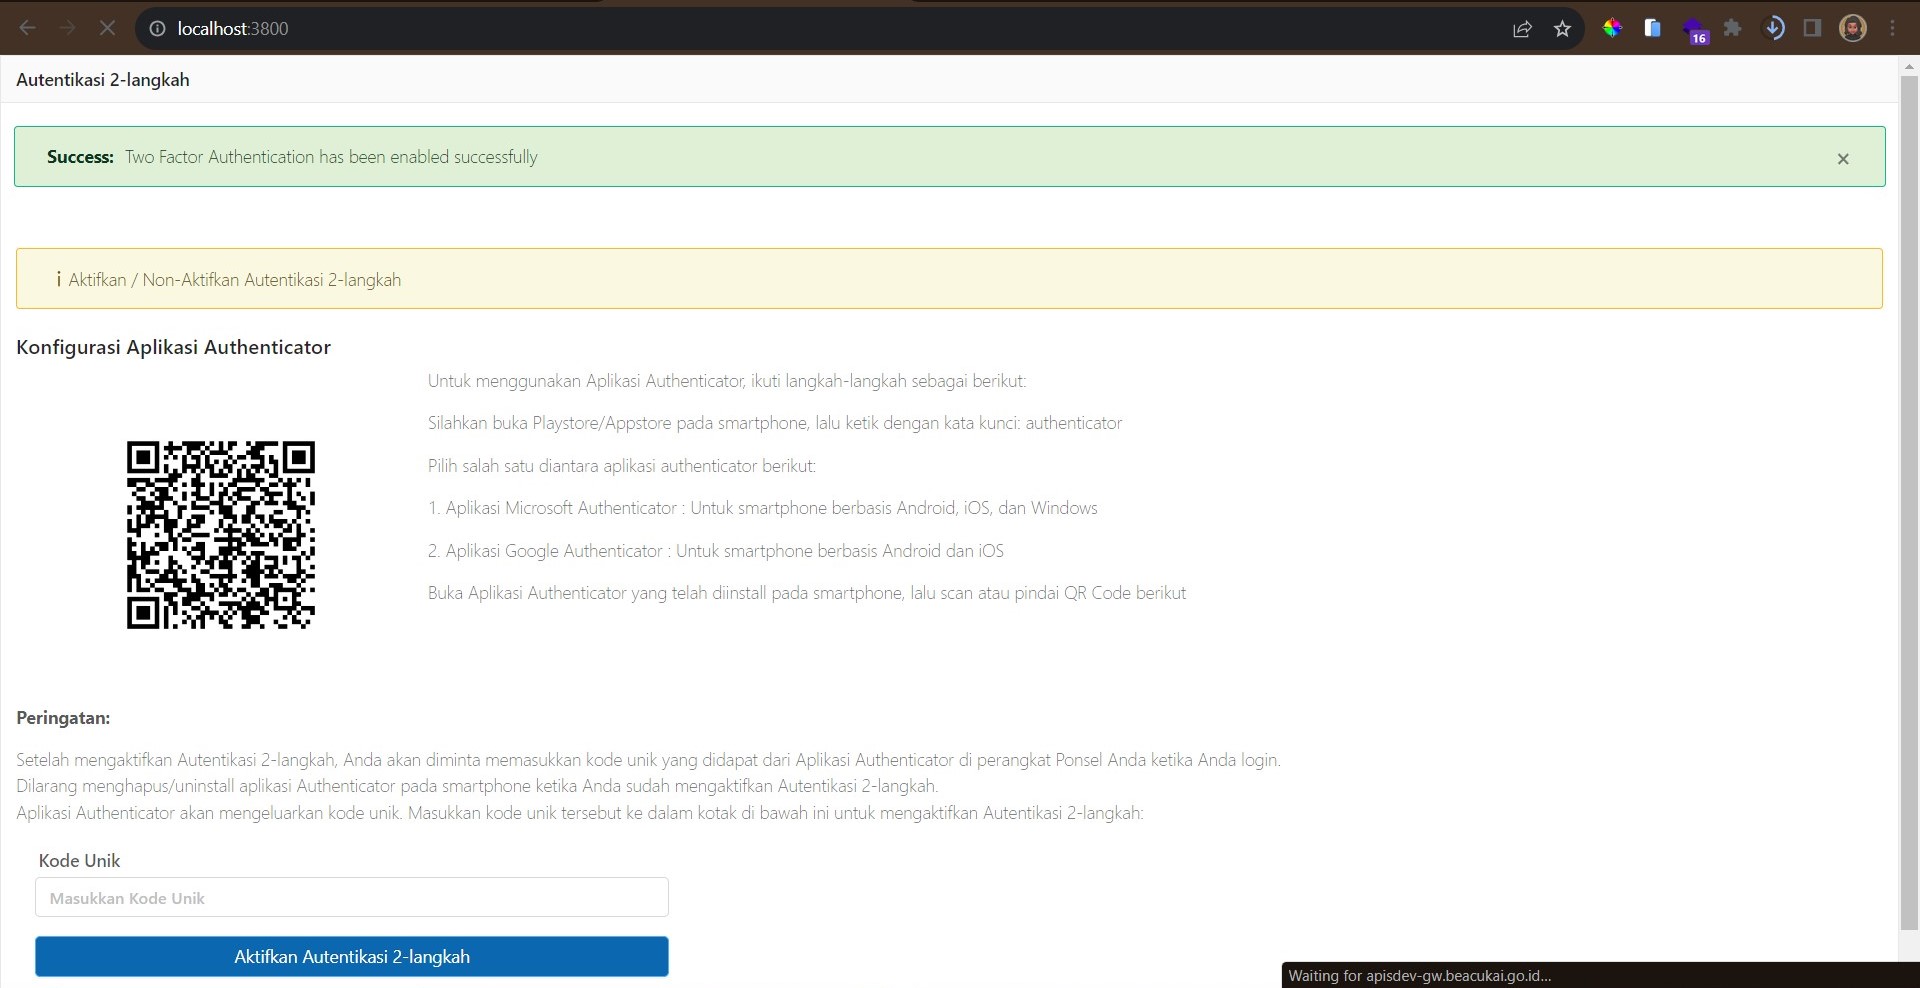 localhost:3800
16
Autentikasi 2-langkah
Success: Two Factor Authentication has been enabled successfully
×
i Aktifkan / Non-Aktifkan Autentikasi 2-langkah
Konfigurasi Aplikasi Authenticator
Untuk menggunakan Aplikasi Authenticator, ikuti langkah-langkah sebagai berikut:
Silahkan buka Playstore/Appstore pada smartphone, lalu ketik dengan kata kunci: authenticator
Pilih salah satu diantara aplikasi authenticator berikut:
1. Aplikasi Microsoft Authenticator : Untuk smartphone berbasis Android, iOS, dan Windows
2. Aplikasi Google Authenticator : Untuk smartphone berbasis Android dan iOS
Buka Aplikasi Authenticator yang telah diinstall pada smartphone, lalu scan atau pindai QR Code berikut
Peringatan:
Setelah mengaktifkan Autentikasi 2-langkah, Anda akan diminta memasukkan kode unik yang didapat dari Aplikasi Authenticator di perangkat Ponsel Anda ketika Anda login.
Dilarang menghapus/uninstall aplikasi Authenticator pada smartphone ketika Anda sudah mengaktifkan Autentikasi 2-langkah.
Aplikasi Authenticator akan mengeluarkan kode unik. Masukkan kode unik tersebut ke dalam kotak di bawah ini untuk mengaktifkan Autentikasi 2-langkah:
Kode Unik
Masukkan Kode Unik
Aktifkan Autentikasi 2-langkah
Waiting for apisdev-gw.beacukai.go.id...